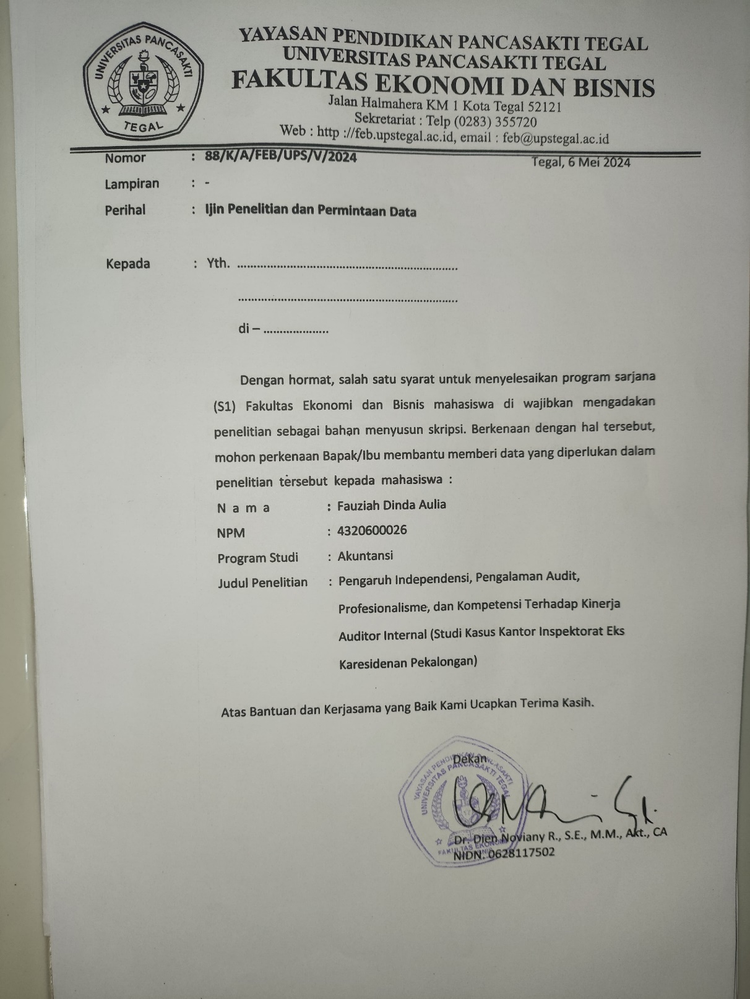 UNIVERSITAS PANCASAKTI
TEGAL
YAYASAN PENDIDIKAN PANCASAKTI TEGAL
UNIVERSITAS PANCASAKTI TEGAL
FAKULTAS EKONOMI DAN BISNIS
Jalan Halmahera KM 1 Kota Tegal 52121
Sekretariat : Telp (0283) 355720
Web : http ://feb.upstegal.ac.id, email : feb@upstegal.ac.id
Nomor : 88/K/A/FEB/UPS/V/2024 Tegal, 6 Mei 2024
Lampiran : -
Perihal : Ijin Penelitian dan Permintaan Data
Kepada : Yth. ....................................................................
....................................................................
di – ....................
Dengan hormat, salah satu syarat untuk menyelesaikan program sarjana
(S1) Fakultas Ekonomi dan Bisnis mahasiswa di wajibkan mengadakan
penelitian sebagai bahan menyusun skripsi. Berkenaan dengan hal tersebut,
mohon perkenaan Bapak/Ibu membantu memberi data yang diperlukan dalam
penelitian tersebut kepada mahasiswa :
N a m a : Fauziah Dinda Aulia
NPM : 4320600026
Program Studi : Akuntansi
Judul Penelitian : Pengaruh Independensi, Pengalaman Audit,
Profesionalisme, dan Kompetensi Terhadap Kinerja
Auditor Internal (Studi Kasus Kantor Inspektorat Eks
Karesidenan Pekalongan)
Atas Bantuan dan Kerjasama yang Baik Kami Ucapkan Terima Kasih.
Dekan
YAYASAN PENDIDIKAN PANCASAKTI
UNIVERSITAS PANCASAKTI TEGAL
FAKULTAS EKONOMI
Dr. Dien Noviany R., S.E., M.M., Akt., CA
NIDN. 0628117502